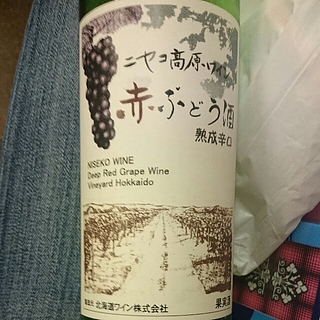 ニセコ高原ワイン
赤ぶどう酒
熟成辛口
NISEKO WINE
Deep Red Grape Wine
Vineyard Hokkaido
北海道ワイン株式会社
果実酒